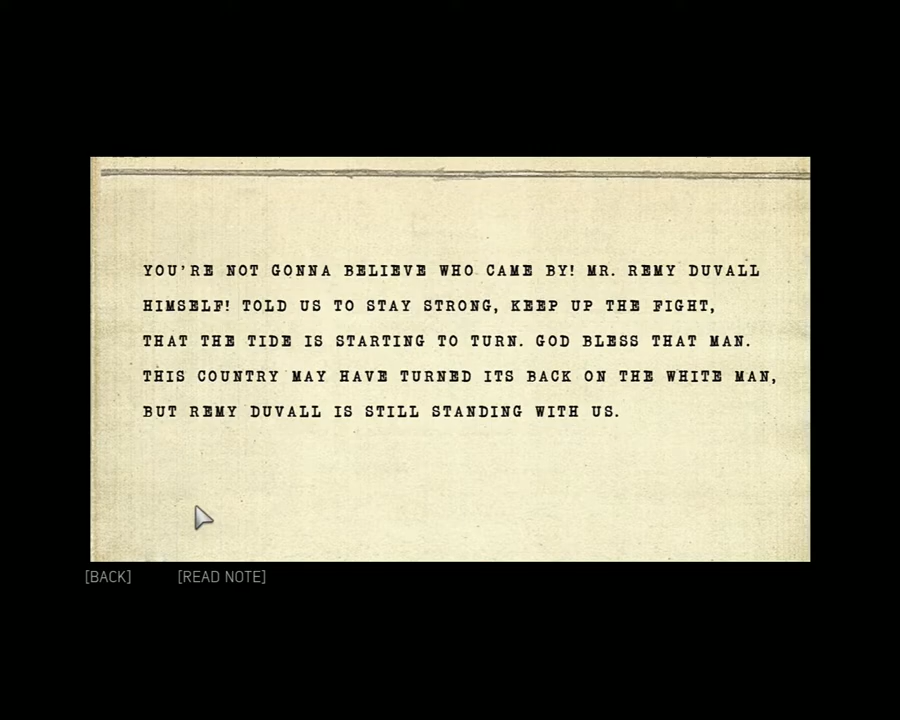 YOU'RE NOT GONNA BELIEVE WHO CAME BY! MR. REMY DUVALL
HIMSELF! TOLD US TO STAY STRONG, KEEP UP THE FIGHT,
THAT THE TIDE IS STARTING TO TURN. GOD BLESS THAT MAN.
THIS COUNTRY MAY HAVE TURNED ITS BACK ON THE WHITE MAN,
BUT REMY DUVALL IS STILL STANDING WITH US.
[BACK] [READ NOTE]